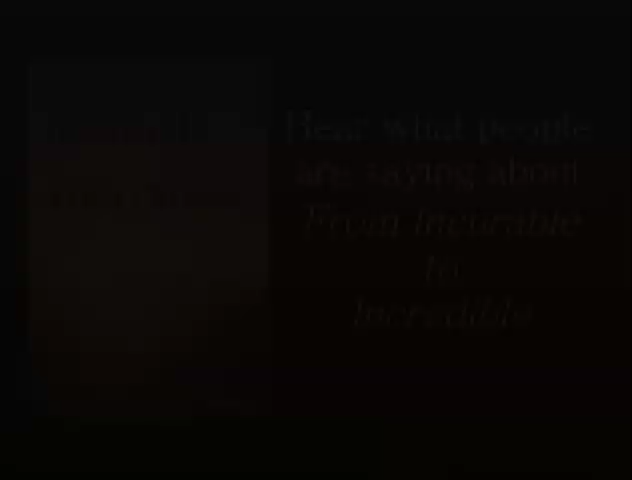 Hear what people
are saying about
From Incurable
to
Incredible